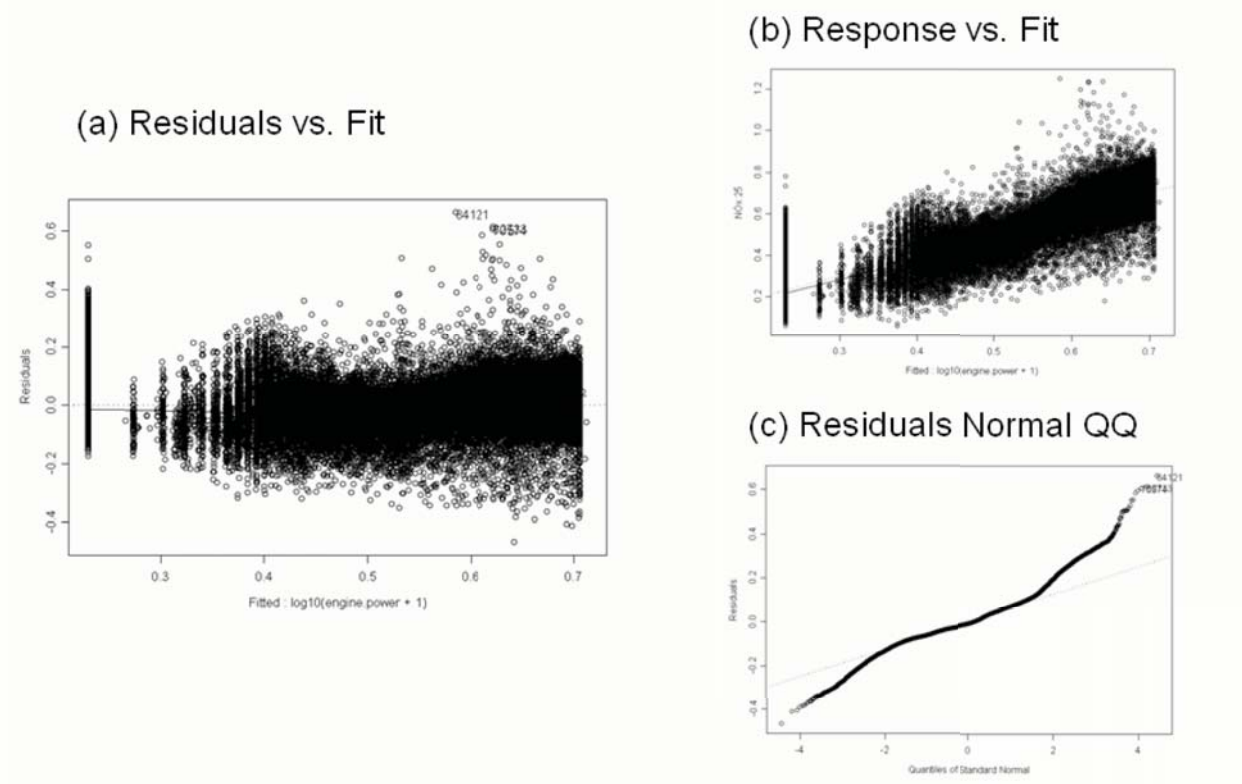 (b) Response vs. Fit
(a) Residuals vs. Fit
1.2
1.0
0.8
0.6
0.4
0.2
NOx.25
0.3 0.4 0.5 0.6 0.7
Fitted : log10(engine.power + 1)
64121
0.6
0.4
0.2
0.0
-0.2
-0.4
Residuals
0.3 0.4 0.5 0.6 0.7
Fitted : log10(engine.power + 1)
(c) Residuals Normal QQ
64121
0.6
0.4
0.2
0.0
-0.2
-0.4
Residuals
-4 -2 0 2 4
Quantiles of Standard Normal